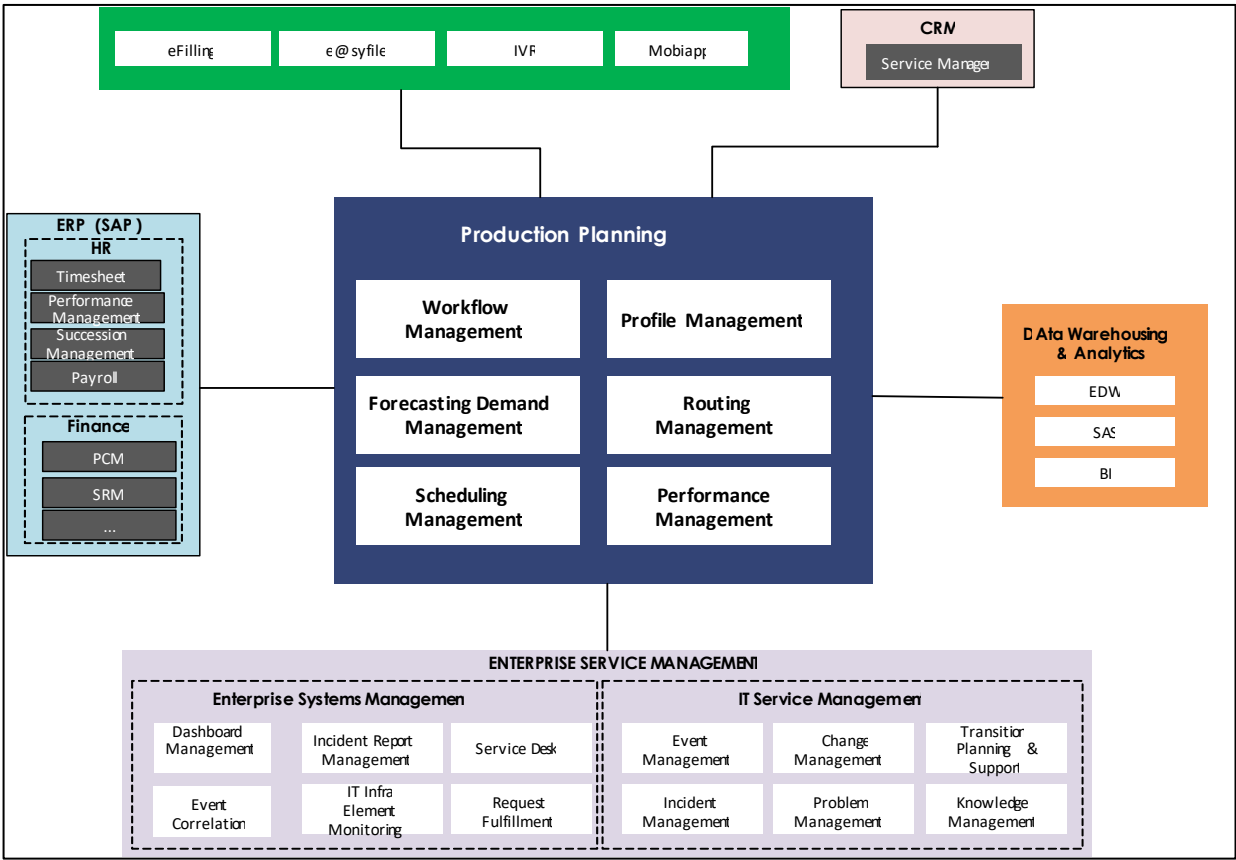 eFilling
e@syfile
IVR
Mobiapp
CRM
Service Manager
ERP (SAP)
HR
Timesheet
Performance
Management
Succession
Management
Payroll
Finance
PCM
SRM
...
Production Planning
Workflow
Management
Profile Management
Forecasting Demand
Management
Routing
Management
Scheduling
Management
Performance
Management
DAta Warehousing
& Analytics
EDW
SAS
BI
ENTERPRISE SERVICE MANAGEMENT
Enterprise Systems Management
Dashboard
Management
Incident Report
Management
Service Desk
Event
Correlation
IT Infra
Element
Monitoring
Request
Fulfillment
IT Service Management
Event
Management
Change
Management
Transition
Planning &
Support
Incident
Management
Problem
Management
Knowledge
Management